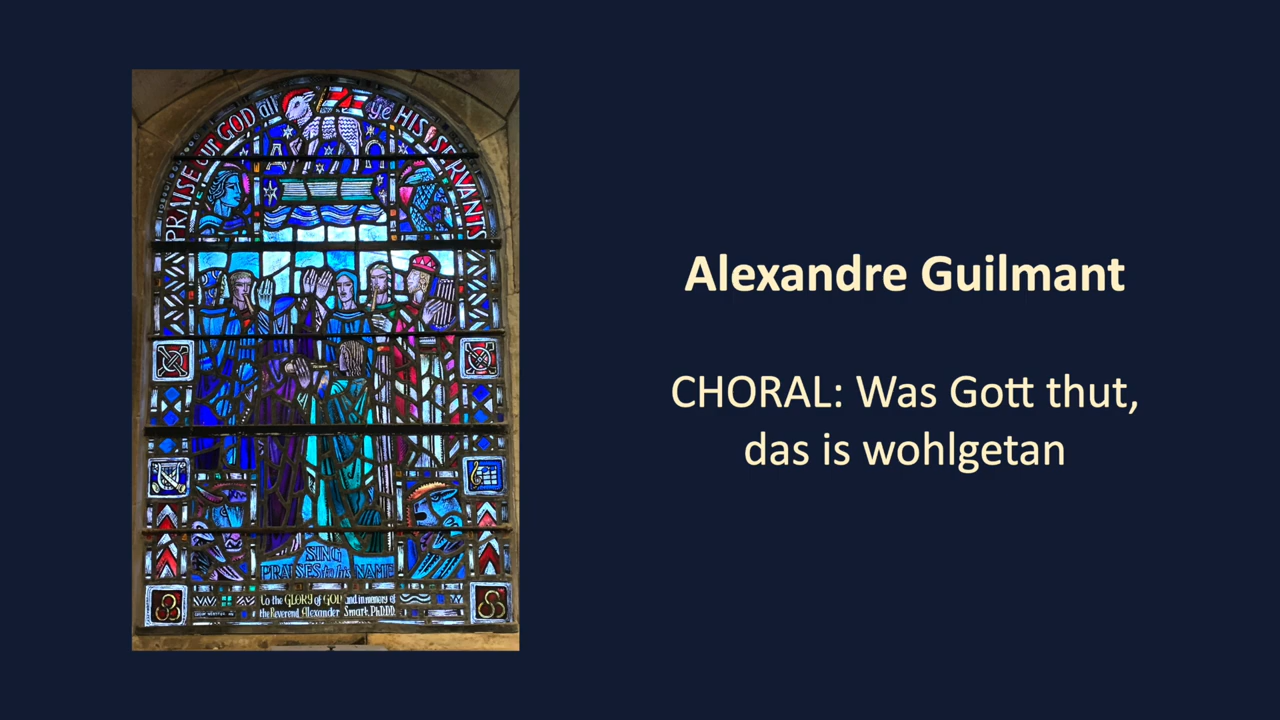 PRAISE our GOD all ye HIS SERVANTS
A Ω
Alexandre Guilmant
CHORAL: Was Gott thut,
das is wohlgetan
SING
PRAISES to his NAME
to the GLORY of GOD and in memory of
the Reverend Alexander Smart, Ph.D.D.D.